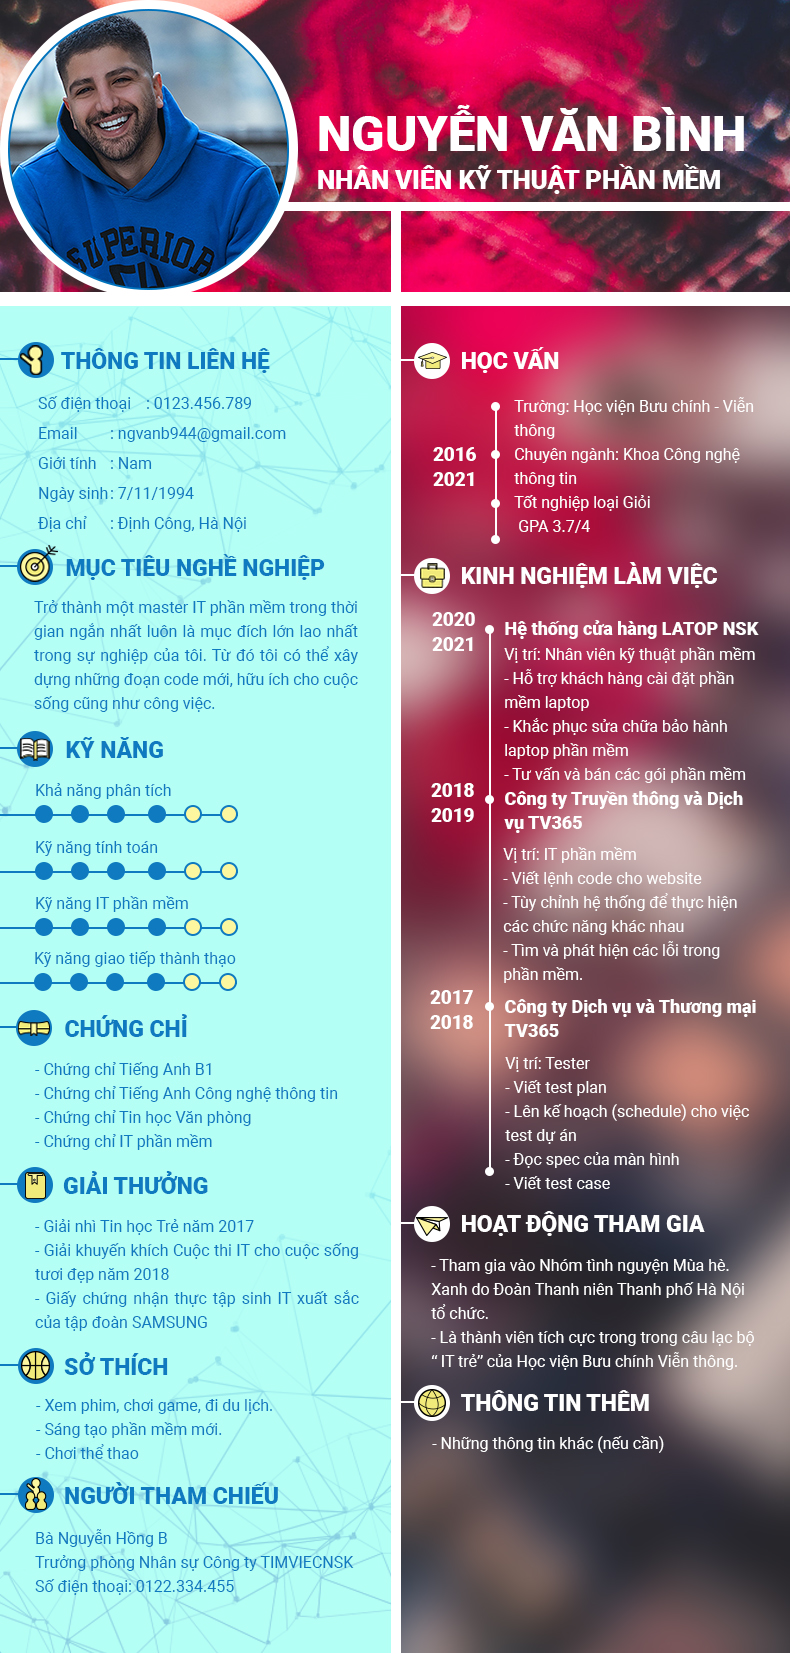 SUPERIOR
NGUYỄN VĂN BÌNH
NHÂN VIÊN KỸ THUẬT PHẦN MỀM
THÔNG TIN LIÊN HỆ
Số điện thoại : 0123.456.789
Email : ngvanb944@gmail.com
Giới tính : Nam
Ngày sinh : 7/11/1994
Địa chỉ : Định Công, Hà Nội
MỤC TIÊU NGHỀ NGHIỆP
Trở thành một master IT phần mềm trong thời
gian ngắn nhất luôn là mục đích lớn lao nhất
trong sự nghiệp của tôi. Từ đó tôi có thể xây
dựng những đoạn code mới, hữu ích cho cuộc
sống cũng như công việc.
KỸ NĂNG
Khả năng phân tích
Kỹ năng tính toán
Kỹ năng IT phần mềm
Kỹ năng giao tiếp thành thạo
CHỨNG CHỈ
- Chứng chỉ Tiếng Anh B1
- Chứng chỉ Tiếng Anh Công nghệ thông tin
- Chứng chỉ Tin học Văn phòng
- Chứng chỉ IT phần mềm
GIẢI THƯỞNG
- Giải nhì Tin học Trẻ năm 2017
- Giải khuyến khích Cuộc thi IT cho cuộc sống
tươi đẹp năm 2018
- Giấy chứng nhận thực tập sinh IT xuất sắc
của tập đoàn SAMSUNG
SỞ THÍCH
- Xem phim, chơi game, đi du lịch.
- Sáng tạo phần mềm mới.
- Chơi thể thao
NGƯỜI THAM CHIẾU
Bà Nguyễn Hồng B
Trưởng phòng Nhân sự Công ty TIMVIECNSK
Số điện thoại: 0122.334.455
HỌC VẤN
2016
2021
Trường: Học viện Bưu chính - Viễn
thông
Chuyên ngành: Khoa Công nghệ
thông tin
Tốt nghiệp loại Giỏi
GPA 3.7/4
KINH NGHIỆM LÀM VIỆC
2020
2021
Hệ thống cửa hàng LATOP NSK
Vị trí: Nhân viên kỹ thuật phần mềm
- Hỗ trợ khách hàng cài đặt phần
mềm laptop
- Khắc phục sửa chữa bảo hành
laptop phần mềm
- Tư vấn và bán các gói phần mềm
2018
2019
Công ty Truyền thông và Dịch
vụ TV365
Vị trí: IT phần mềm
- Viết lệnh code cho website
- Tùy chỉnh hệ thống để thực hiện
các chức năng khác nhau
- Tìm và phát hiện các lỗi trong
phần mềm.
2017
2018
Công ty Dịch vụ và Thương mại
TV365
Vị trí: Tester
- Viết test plan
- Lên kế hoạch (schedule) cho việc
test dự án
- Đọc spec của màn hình
- Viết test case
HOẠT ĐỘNG THAM GIA
- Tham gia vào Nhóm tình nguyện Mùa hè.
Xanh do Đoàn Thanh niên Thanh phố Hà Nội
tổ chức.
- Là thành viên tích cực trong trong câu lạc bộ
“ IT trẻ” của Học viện Bưu chính Viễn thông.
THÔNG TIN THÊM
- Những thông tin khác (nếu cần)